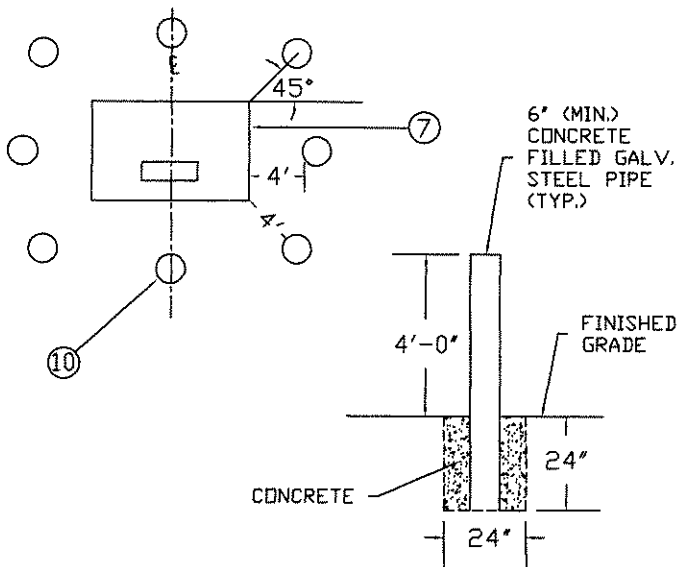 ℄
45°
7
4'
4'
10
6" (MIN.)
CONCRETE
FILLED GALV.
STEEL PIPE
(TYP.)
4'-0"
FINISHED
GRADE
24"
CONCRETE
24"